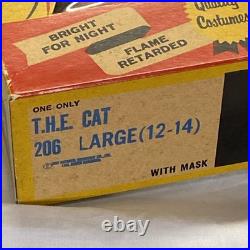 BRIGHT
FOR NIGHT
FLAME
RETARDED
Quality
Costumes
ONE ONLY
T.H.E. CAT
206 LARGE (12-14)
WITH MASK